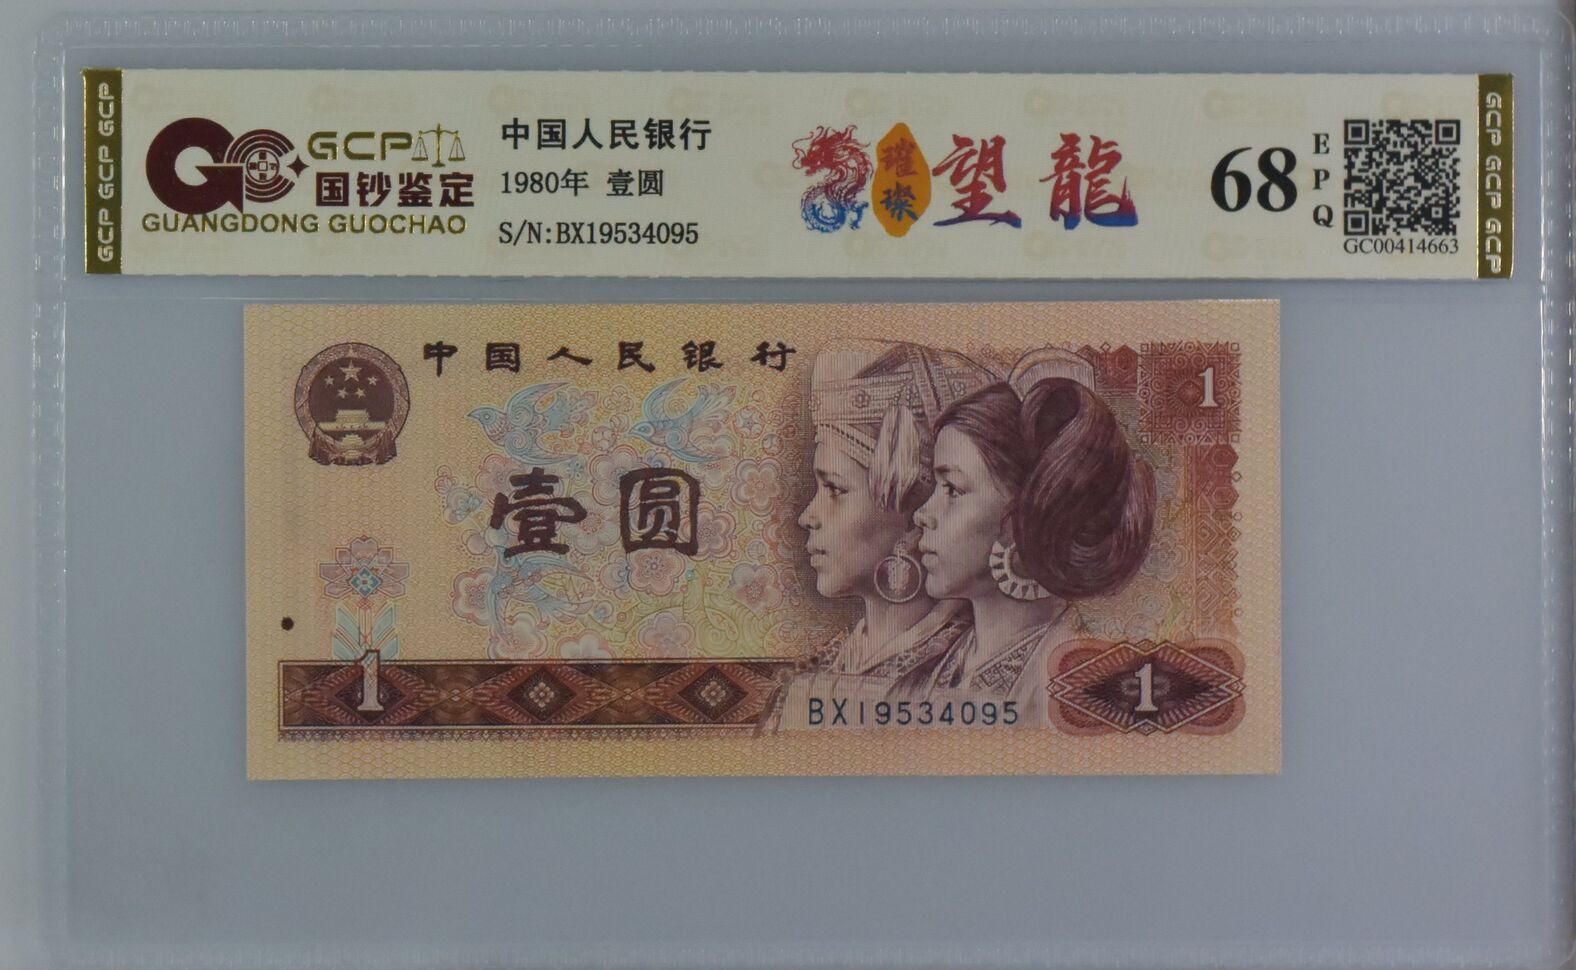 GCP GCP GCP
GCP
国钞鉴定
GUANGDONG GUOCHAO
中国人民银行
1980年 壹圆
S/N:BX19534095
璀璨
望龍
68
EPQ
GC00414663
GCP GCP GCP
中国人民银行
1
壹圆
1
BX19534095
1